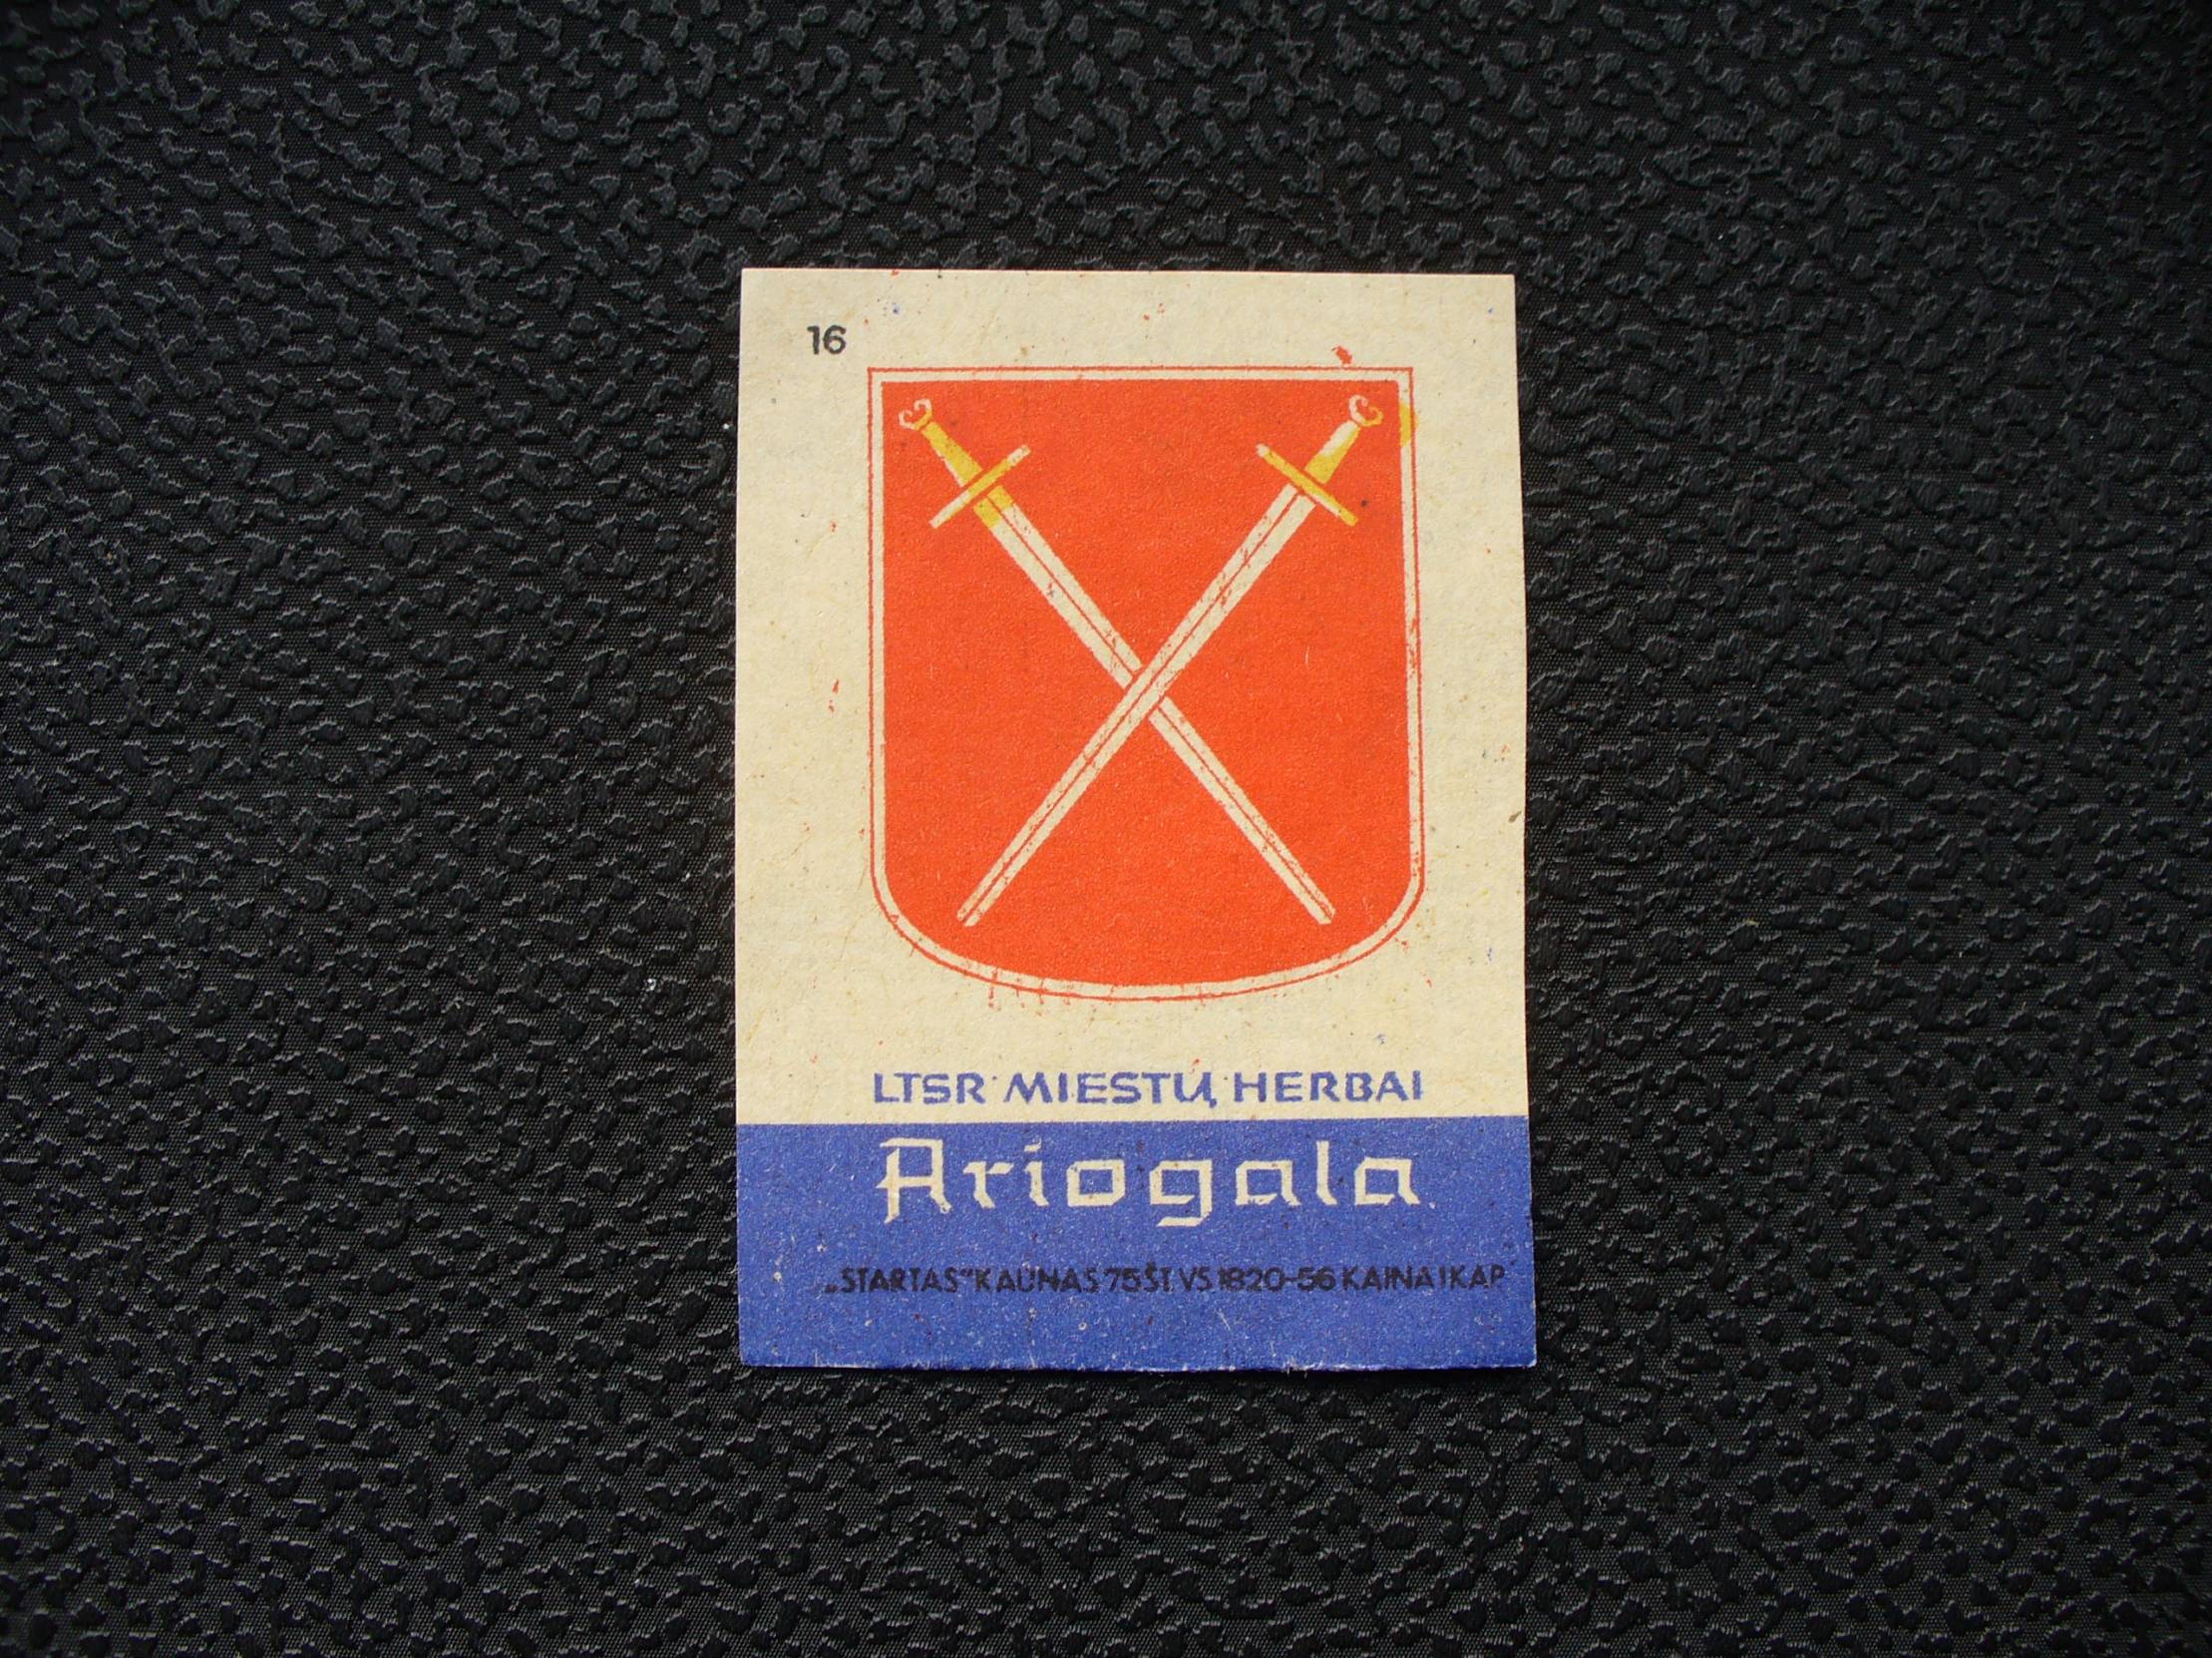 16
LTSR MIESTŲ HERBAI
Ariogala
„STARTAS” KAUNAS 75 ŠT. VS 1820-56 KAINA 1 KAP